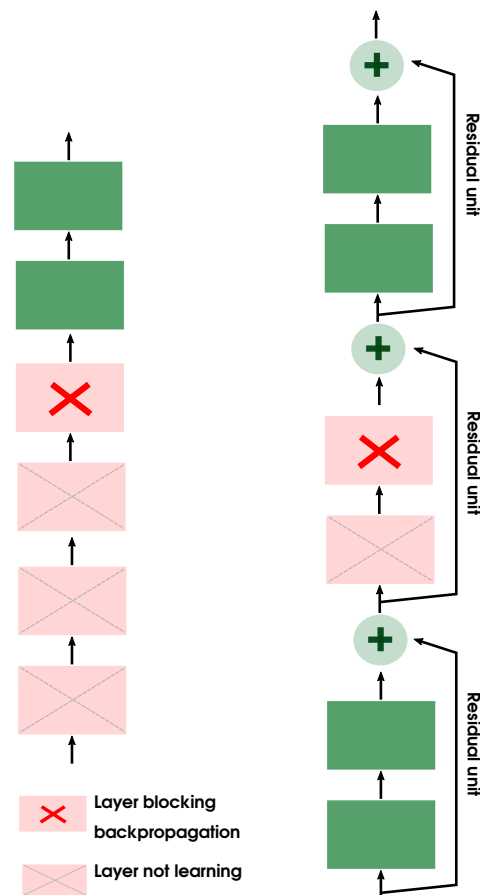 Residual unit
Residual unit
Residual unit
Layer blocking
backpropagation
Layer not learning